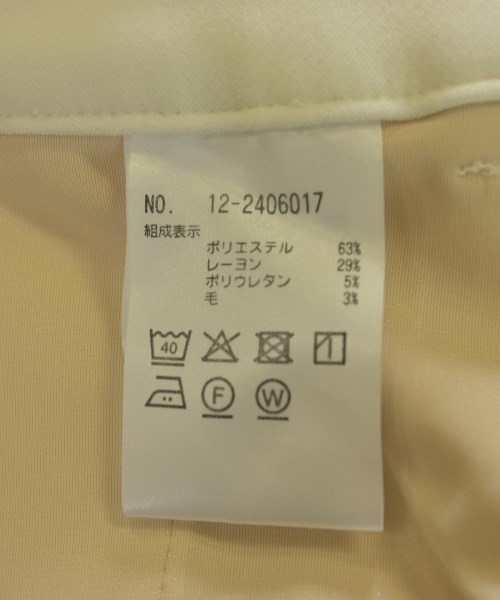 NO. 12-2406017
組成表示
ポリエステル 63%
レーヨン 29%
ポリウレタン 5%
毛 3%
40
F W